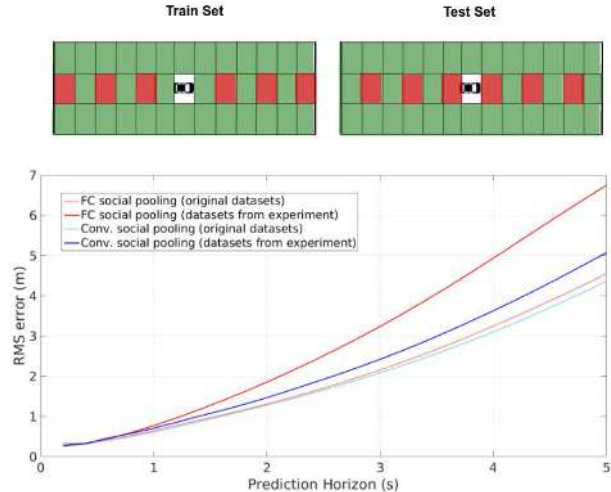 Train Set
Test Set
7
6
5
4
3
2
1
0
RMS error (m)
FC social pooling (original datasets)
FC social pooling (datasets from experiment)
Conv. social pooling (original datasets)
Conv. social pooling (datasets from experiment)
0 1 2 3 4 5
Prediction Horizon (s)